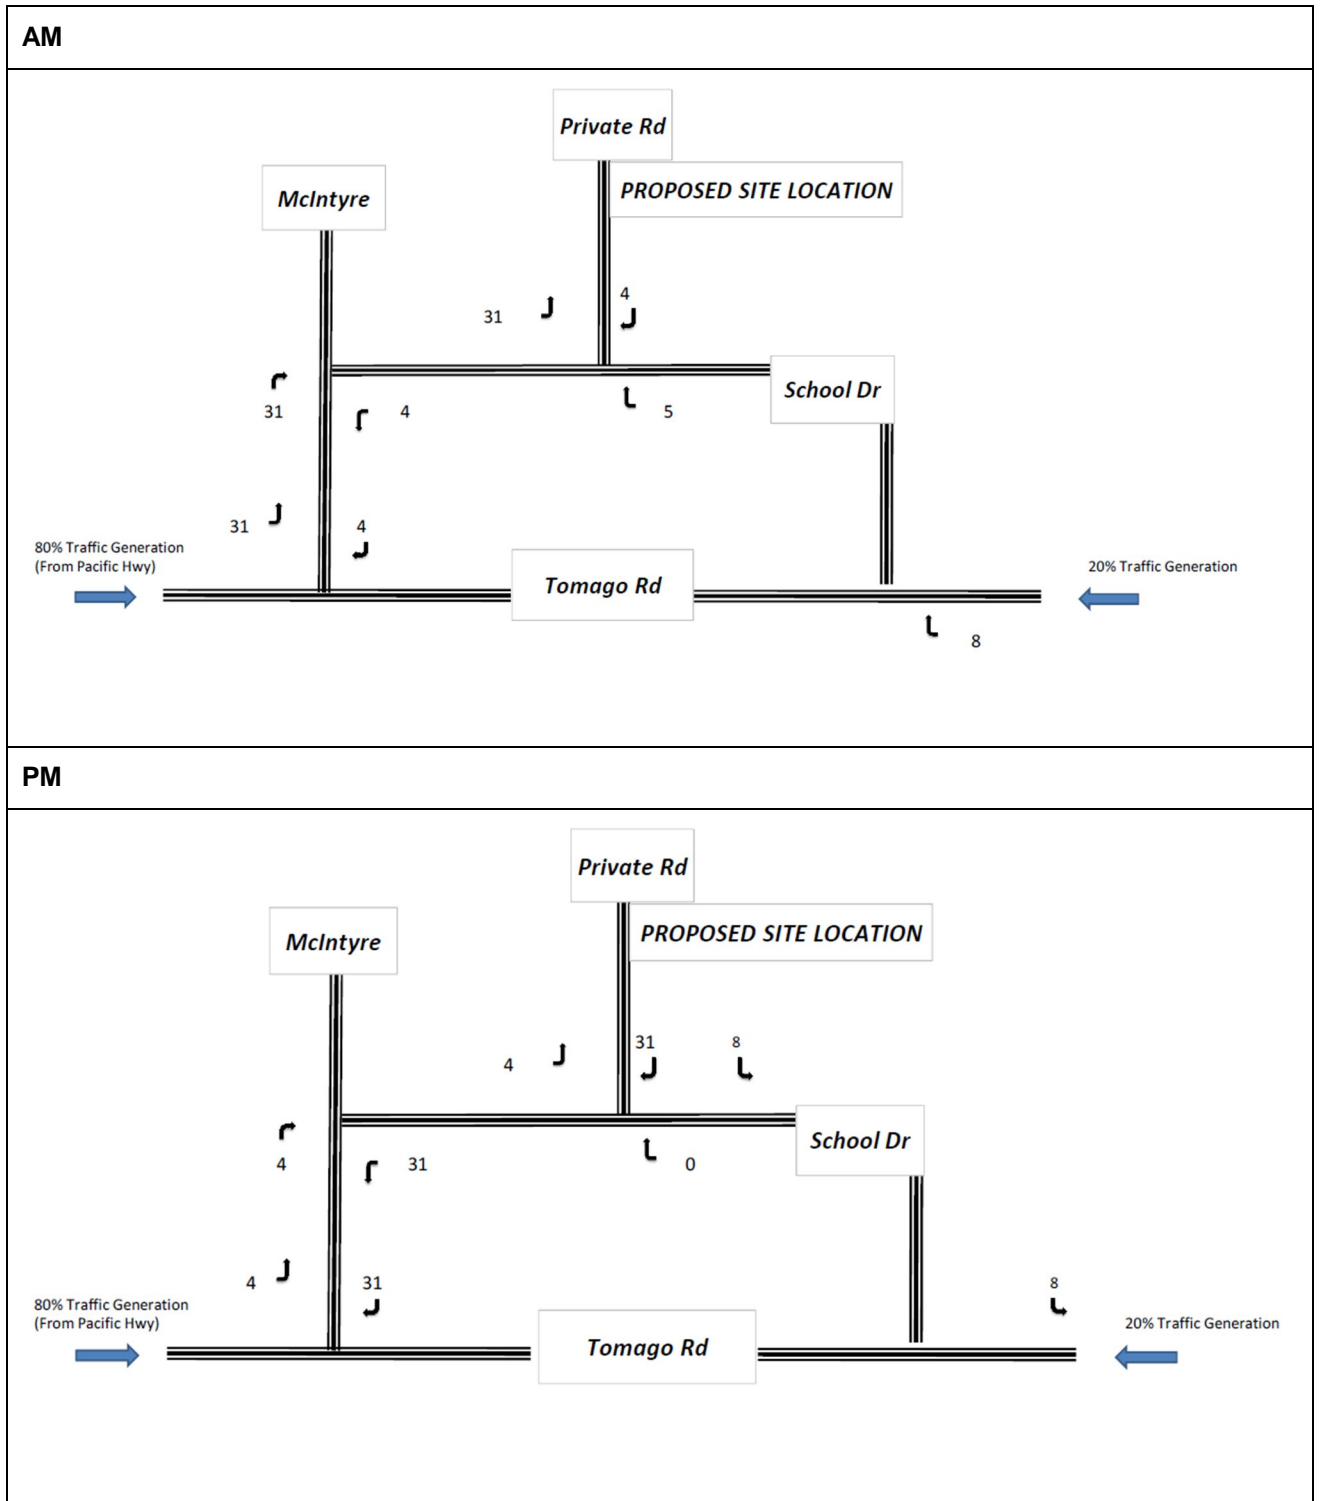 AM
Private Rd
PROPOSED SITE LOCATION
McIntyre
4
31
School Dr
31
4
5
31
4
80% Traffic Generation
(From Pacific Hwy)
Tomago Rd
20% Traffic Generation
8
PM
Private Rd
PROPOSED SITE LOCATION
McIntyre
31
8
4
School Dr
4
31
0
4
31
8
80% Traffic Generation
(From Pacific Hwy)
Tomago Rd
20% Traffic Generation